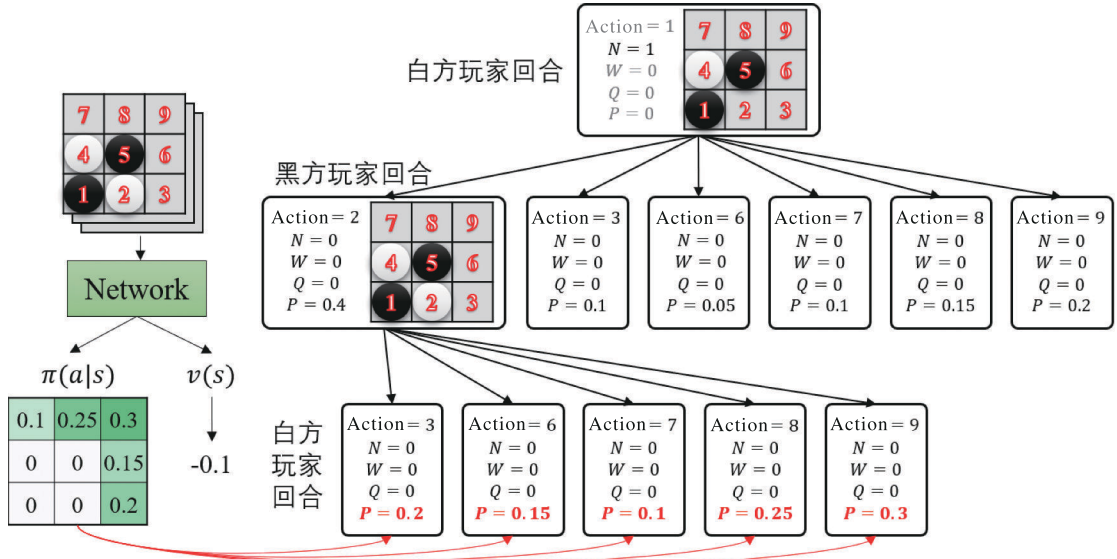 Action = 1
N = 1
W = 0
Q = 0
P = 0
7 8 9
4 5 6
1 2 3
白方玩家回合
7 8 9
4 5 6
1 2 3
Network
π(a|s)
v(s)
0.1 0.25 0.3
0 0 0.15
0 0 0.2
-0.1
黑方玩家回合
Action = 2
N = 0
W = 0
Q = 0
P = 0.4
7 8 9
4 5 6
1 2 3
Action = 3
N = 0
W = 0
Q = 0
P = 0.1
Action = 6
N = 0
W = 0
Q = 0
P = 0.05
Action = 7
N = 0
W = 0
Q = 0
P = 0.1
Action = 8
N = 0
W = 0
Q = 0
P = 0.15
Action = 9
N = 0
W = 0
Q = 0
P = 0.2
白方
玩家
回合
Action = 3
N = 0
W = 0
Q = 0
P = 0.2
Action = 6
N = 0
W = 0
Q = 0
P = 0.15
Action = 7
N = 0
W = 0
Q = 0
P = 0.1
Action = 8
N = 0
W = 0
Q = 0
P = 0.25
Action = 9
N = 0
W = 0
Q = 0
P = 0.3